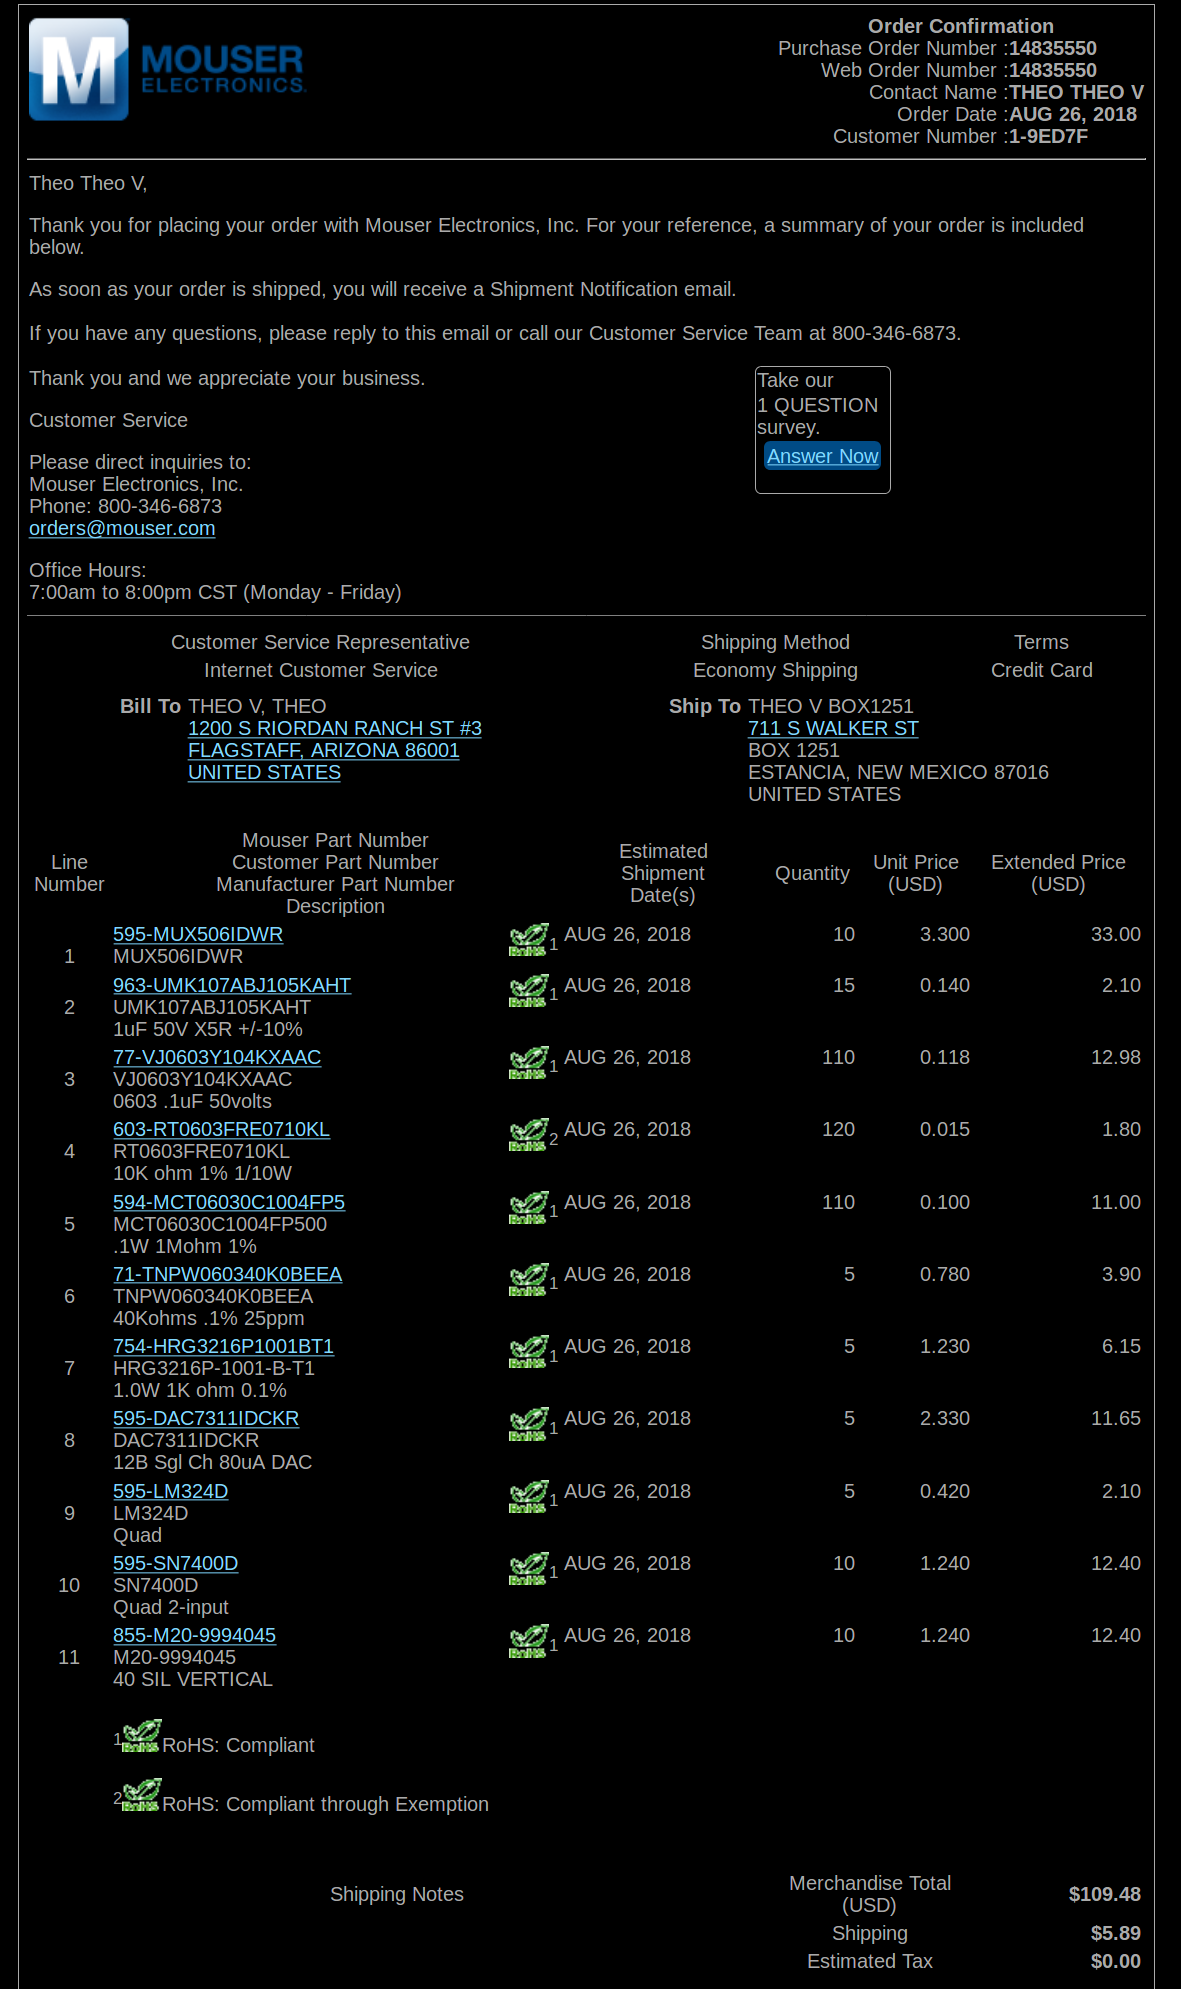 M MOUSER
ELECTRONICS.
Order Confirmation
Purchase Order Number :14835550
Web Order Number :14835550
Contact Name :THEO THEO V
Order Date :AUG 26, 2018
Customer Number :1-9ED7F
Theo Theo V,
Thank you for placing your order with Mouser Electronics, Inc. For your reference, a summary of your order is included
below.
As soon as your order is shipped, you will receive a Shipment Notification email.
If you have any questions, please reply to this email or call our Customer Service Team at 800-346-6873.
Thank you and we appreciate your business.
Customer Service
Please direct inquiries to:
Mouser Electronics, Inc.
Phone: 800-346-6873
orders@mouser.com
Office Hours:
7:00am to 8:00pm CST (Monday - Friday)
Take our
1 QUESTION
survey.
Answer Now
Customer Service Representative Shipping Method Terms
Internet Customer Service Economy Shipping Credit Card
Bill To THEO V, THEO
1200 S RIORDAN RANCH ST #3
FLAGSTAFF, ARIZONA 86001
UNITED STATES
Ship To THEO V BOX1251
711 S WALKER ST
BOX 1251
ESTANCIA, NEW MEXICO 87016
UNITED STATES
Line
Number
Mouser Part Number
Customer Part Number
Manufacturer Part Number
Description
Estimated
Shipment
Date(s)
Quantity
Unit Price
(USD)
Extended Price
(USD)
595-MUX506IDWR RoHS 1 AUG 26, 2018 10 3.300 33.00
1 MUX506IDWR
963-UMK107ABJ105KAHT RoHS 1 AUG 26, 2018 15 0.140 2.10
2 UMK107ABJ105KAHT
1uF 50V X5R +/-10%
77-VJ0603Y104KXAAC RoHS 1 AUG 26, 2018 110 0.118 12.98
3 VJ0603Y104KXAAC
0603 .1uF 50volts
603-RT0603FRE0710KL RoHS 2 AUG 26, 2018 120 0.015 1.80
4 RT0603FRE0710KL
10K ohm 1% 1/10W
594-MCT06030C1004FP5 RoHS 1 AUG 26, 2018 110 0.100 11.00
5 MCT06030C1004FP500
.1W 1Mohm 1%
71-TNPW060340K0BEEA RoHS 1 AUG 26, 2018 5 0.780 3.90
6 TNPW060340K0BEEA
40Kohms .1% 25ppm
754-HRG3216P1001BT1 RoHS 1 AUG 26, 2018 5 1.230 6.15
7 HRG3216P-1001-B-T1
1.0W 1K ohm 0.1%
595-DAC7311IDCKR RoHS 1 AUG 26, 2018 5 2.330 11.65
8 DAC7311IDCKR
12B Sgl Ch 80uA DAC
595-LM324D RoHS 1 AUG 26, 2018 5 0.420 2.10
9 LM324D
Quad
595-SN7400D RoHS 1 AUG 26, 2018 10 1.240 12.40
10 SN7400D
Quad 2-input
855-M20-9994045 RoHS 1 AUG 26, 2018 10 1.240 12.40
11 M20-9994045
40 SIL VERTICAL
1 RoHS RoHS: Compliant
2 RoHS RoHS: Compliant through Exemption
Shipping Notes
Merchandise Total
(USD)
$109.48
Shipping $5.89
Estimated Tax $0.00